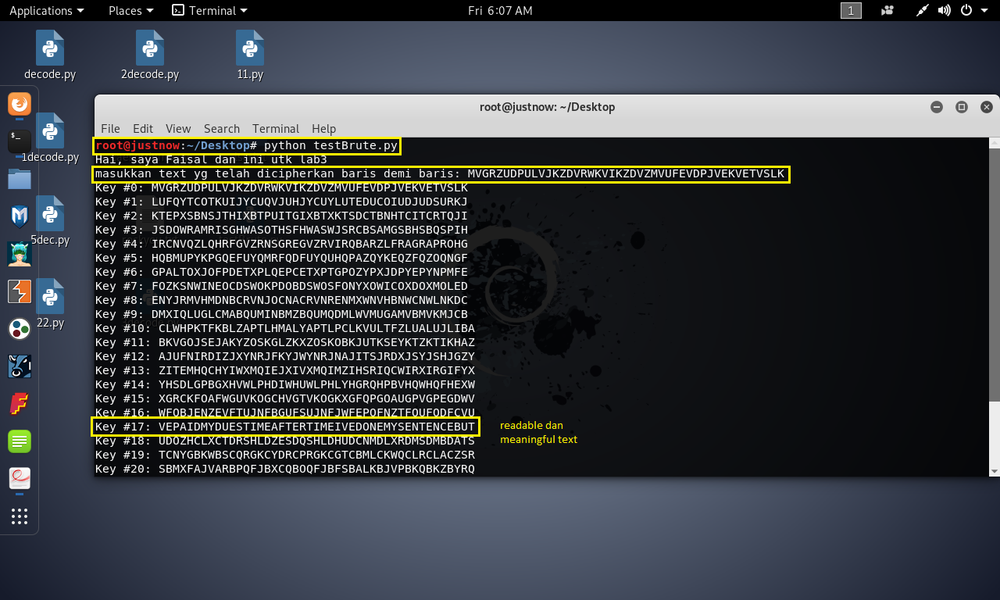 Applications
Places
Terminal
Fri 6:07 AM
1
decode.py
2decode.py
11.py
1decode.py
5dec.py
22.py
root@justnow: ~/Desktop
File Edit View Search Terminal Help
root@justnow:~/Desktop# python testBrute.py
Hai, saya Faisal dan ini utk lab3
masukkan text yg telah dicipherkan baris demi baris: MVGRZUDPULVJKZDVRWKVIKZDVZMVUFEVDPJVEKVETVSLK
Key #0: MVGRZUDPULVJKZDVRWKVIKZDVZMVUFEVDPJVEKVETVSLK
Key #1: LUFQYTCOTKUIJYCUQVJUHJYCUYLUTEDUCOIUDJUDSURKJ
Key #2: KTEPXSBNSJTHIXBTPUITGIXBTXKTSDCTBNHTCITCRTQJI
Key #3: JSDOWRAMRISGHWASOTHSFHWASWJSRCBSAMGSBHSBQSPIH
Key #4: IRCNVQZLQHRFGVZRNSGREGVZRVIRQBARZLFRAGRAPROHG
Key #5: HQBMUPYKPGQEFUYQMRFQDFUYQUHQPAZQYKEQZFQZOQNGF
Key #6: GPALTOXJOFPDETXPLQEPCETXPTGPOZYPXJDPYEPYNPMFE
Key #7: FOZKSNWINEOCDSWOKPDOBDSWOSFONYXOWICOXDOXMOLED
Key #8: ENYJRMVHMDNBCRVNJOCNACRVNRENMXWNVHBNWCNWLNKDC
Key #9: DMXIQLUGLCMABQUMINBMZBQUMQDMLWVMUGAMVBMVKMJCB
Key #10: CLWHPKTFKBLZAPTLHMALYAPTLPCLKVULTFZLUALUJLIBA
Key #11: BKVGOJSEJAKYZOSKGLZKXZOSKOBKJUTKSEYKTZKTIKHAZ
Key #12: AJUFNIRDIZJXYNRJFKYJWYNRJNAJITSJRDXJSYJSHJGZY
Key #13: ZITEMHQCHYIWXMQIEJXIVXMQIMZIHSRIQCWIRXIRGIFYX
Key #14: YHSDLGPBGXHVWLPHDIWHUWLPHLYHGRQHPBVHQWHQFHEXW
Key #15: XGRCKFOAFWGUVKOGCHVGTVKOGKXGFQPGOAUGPVGPEGDWV
Key #16: WFQBJENZEVFTUJNFBGUFSUJNFJWFEPOFNZTFOUFODFCVU
Key #17: VEPAIDMYDUESTIMEAFTERTIMEIVEDONEMYSENTENCEBUT
readable dan
meaningful text
Key #18: UDOZHCLXCTDRSHLDZESDQSHLDHUDCNMDLXRDMSDMBDATS
Key #19: TCNYGBKWBSCQRGKCYDRCPRGKCGTCBMLCKWQCLRCLACZSR
Key #20: SBMXFAJVARBPQFJBXCQBOQFJBFSBALKBJVPBKQBKZBYRQ